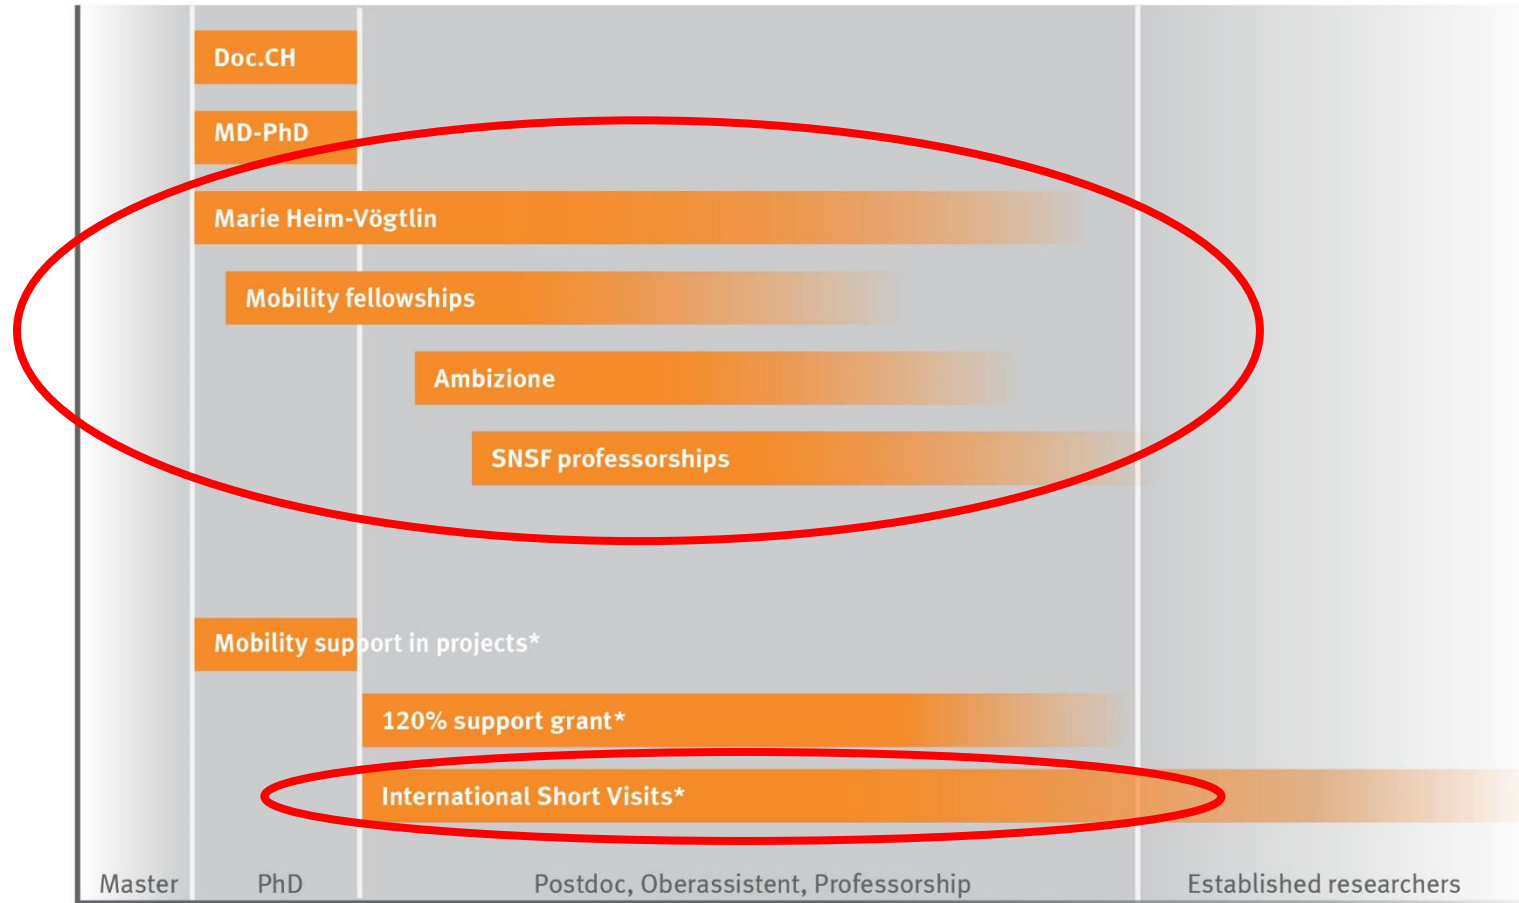 Doc.CH
MD-PhD
Marie Heim-Vögtlin
Mobility fellowships
Ambizione
SNSF professorships
Mobility support in projects*
120% support grant*
International Short Visits*
Master
PhD
Postdoc, Oberassistent, Professorship
Established researchers